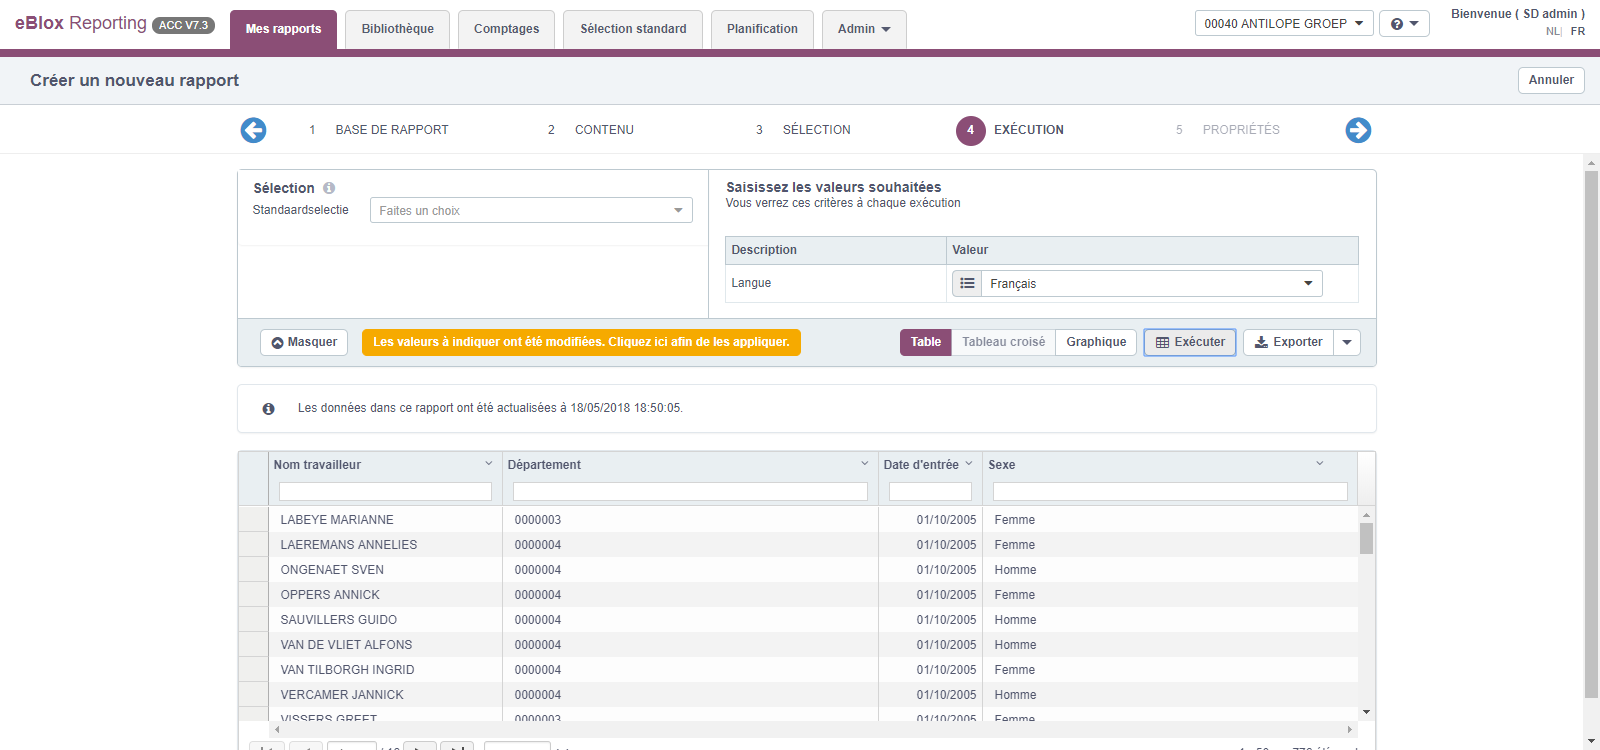 eBlox Reporting ACC V7.3 Mes rapports Bibliothèque Comptages Sélection standard Planification Admin 00040 ANTILOPE GROEP Bienvenue ( SD admin )
NL| FR
Créer un nouveau rapport Annuler
1 BASE DE RAPPORT 2 CONTENU 3 SÉLECTION 4 EXÉCUTION 5 PROPRIÉTÉS
Sélection
Standaardselectie Faites un choix
Saisissez les valeurs souhaitées
Vous verrez ces critères à chaque exécution
Description Valeur
Langue Français
Masquer Les valeurs à indiquer ont été modifiées. Cliquez ici afin de les appliquer. Table Tableau croisé Graphique Exécuter Exporter
Les données dans ce rapport ont été actualisées à 18/05/2018 18:50:05.
Nom travailleur Département Date d'entrée Sexe
LABEYE MARIANNE 0000003 01/10/2005 Femme
LAEREMANS ANNELIES 0000004 01/10/2005 Femme
ONGENAET SVEN 0000004 01/10/2005 Homme
OPPERS ANNICK 0000004 01/10/2005 Femme
SAUVILLERS GUIDO 0000004 01/10/2005 Homme
VAN DE VLIET ALFONS 0000004 01/10/2005 Homme
VAN TILBORGH INGRID 0000004 01/10/2005 Femme
VERCAMER JANNICK 0000004 01/10/2005 Homme
VISSERS GREET 0000003 01/10/2005 Femme